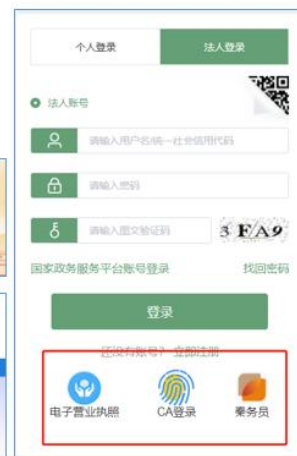 个人登录 法人登录
法人账号
请输入用户名/统一社会信用代码
请输入密码
请输入图文验证码 3 EA9
国家政务服务平台账号登录 找回密码
登录
还没有账号？ 立即注册
电子营业执照 CA登录 秦务员